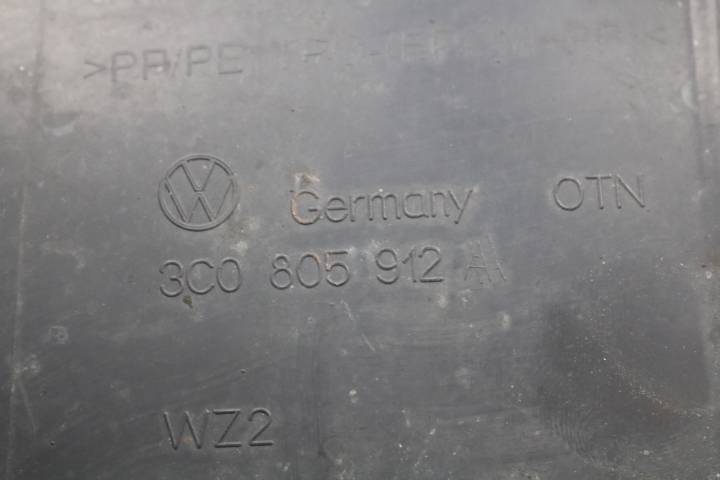 >PP/PE
Germany OTN
3C0 805 912 A
WZ2